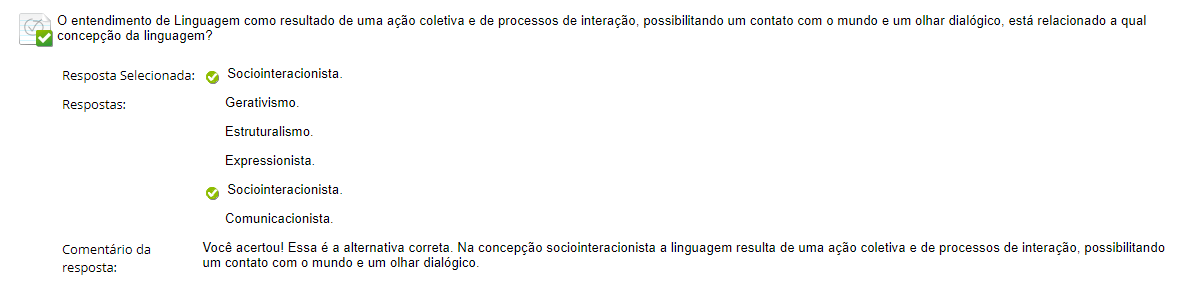 O entendimento de Linguagem como resultado de uma ação coletiva e de processos de interação, possibilitando um contato com o mundo e um olhar dialógico, está relacionado a qual
concepção da linguagem?
Resposta Selecionada: Sociointeracionista.
Respostas: Gerativismo.
Estruturalismo.
Expressionista.
Sociointeracionista.
Comunicacionista.
Comentário da resposta: Você acertou! Essa é a alternativa correta. Na concepção sociointeracionista a linguagem resulta de uma ação coletiva e de processos de interação, possibilitando
um contato com o mundo e um olhar dialógico.